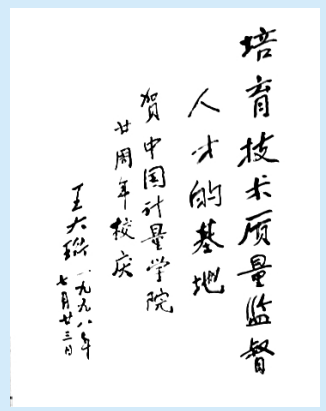 培育技术质量监督
人才的基地
贺中国计量学院
廿周年校庆
王大珩
一九九八年
七月廿三日